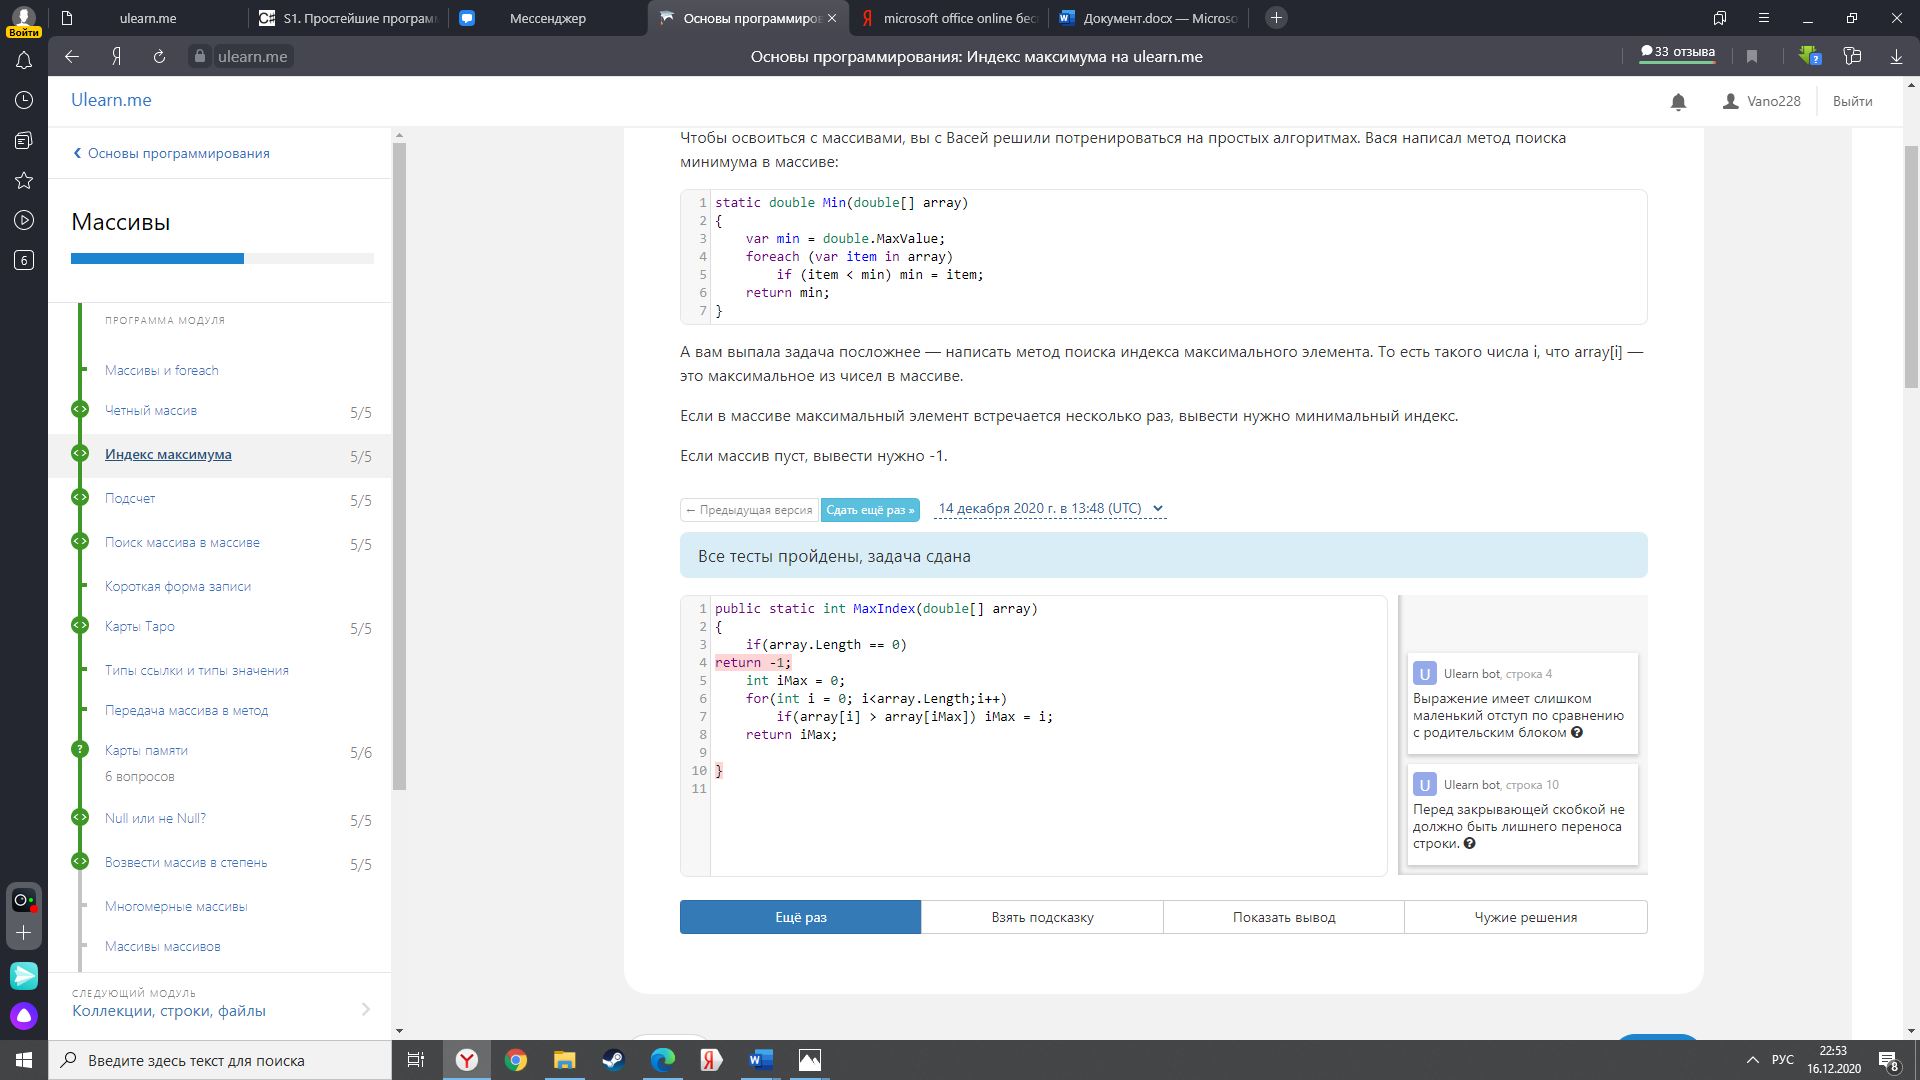 Войти
ulearn.me
C# S1. Простейшие програм
Мессенджер
Основы программиров
Я microsoft office online бес
Документ.docx — Microso
Я
ulearn.me
Основы программирования: Индекс максимума на ulearn.me
33 отзыва
6
Ulearn.me
Vano228
Выйти
Основы программирования
Массивы
ПРОГРАММА МОДУЛЯ
Массивы и foreach
Четный массив 5/5
Индекс максимума 5/5
Подсчет 5/5
Поиск массива в массиве 5/5
Короткая форма записи
Карты Таро 5/5
Типы ссылки и типы значения
Передача массива в метод
Карты памяти 5/6
6 вопросов
Null или не Null? 5/5
Возвести массив в степень 5/5
Многомерные массивы
Массивы массивов
СЛЕДУЮЩИЙ МОДУЛЬ
Коллекции, строки, файлы
Чтобы освоиться с массивами, вы с Васей решили потренироваться на простых алгоритмах. Вася написал метод поиска
минимума в массиве:
1 static double Min(double[] array)
2 {
3     var min = double.MaxValue;
4     foreach (var item in array)
5         if (item < min) min = item;
6     return min;
7 }
А вам выпала задача посложнее — написать метод поиска индекса максимального элемента. То есть такого числа i, что array[i] —
это максимальное из чисел в массиве.
Если в массиве максимальный элемент встречается несколько раз, вывести нужно минимальный индекс.
Если массив пуст, вывести нужно -1.
← Предыдущая версия
Сдать ещё раз »
14 декабря 2020 г. в 13:48 (UTC)
Все тесты пройдены, задача сдана
1 public static int MaxIndex(double[] array)
2 {
3     if(array.Length == 0)
4 return -1;
5     int iMax = 0;
6     for(int i = 0; i<array.Length;i++)
7         if(array[i] > array[iMax]) iMax = i;
8     return iMax;
9
10 }
11
U Ulearn bot, строка 4
Выражение имеет слишком
маленький отступ по сравнению
с родительским блоком ?
U Ulearn bot, строка 10
Перед закрывающей скобкой не
должно быть лишнего переноса
строки. ?
Ещё раз
Взять подсказку
Показать вывод
Чужие решения
Введите здесь текст для поиска
РУС
22:53
16.12.2020
8